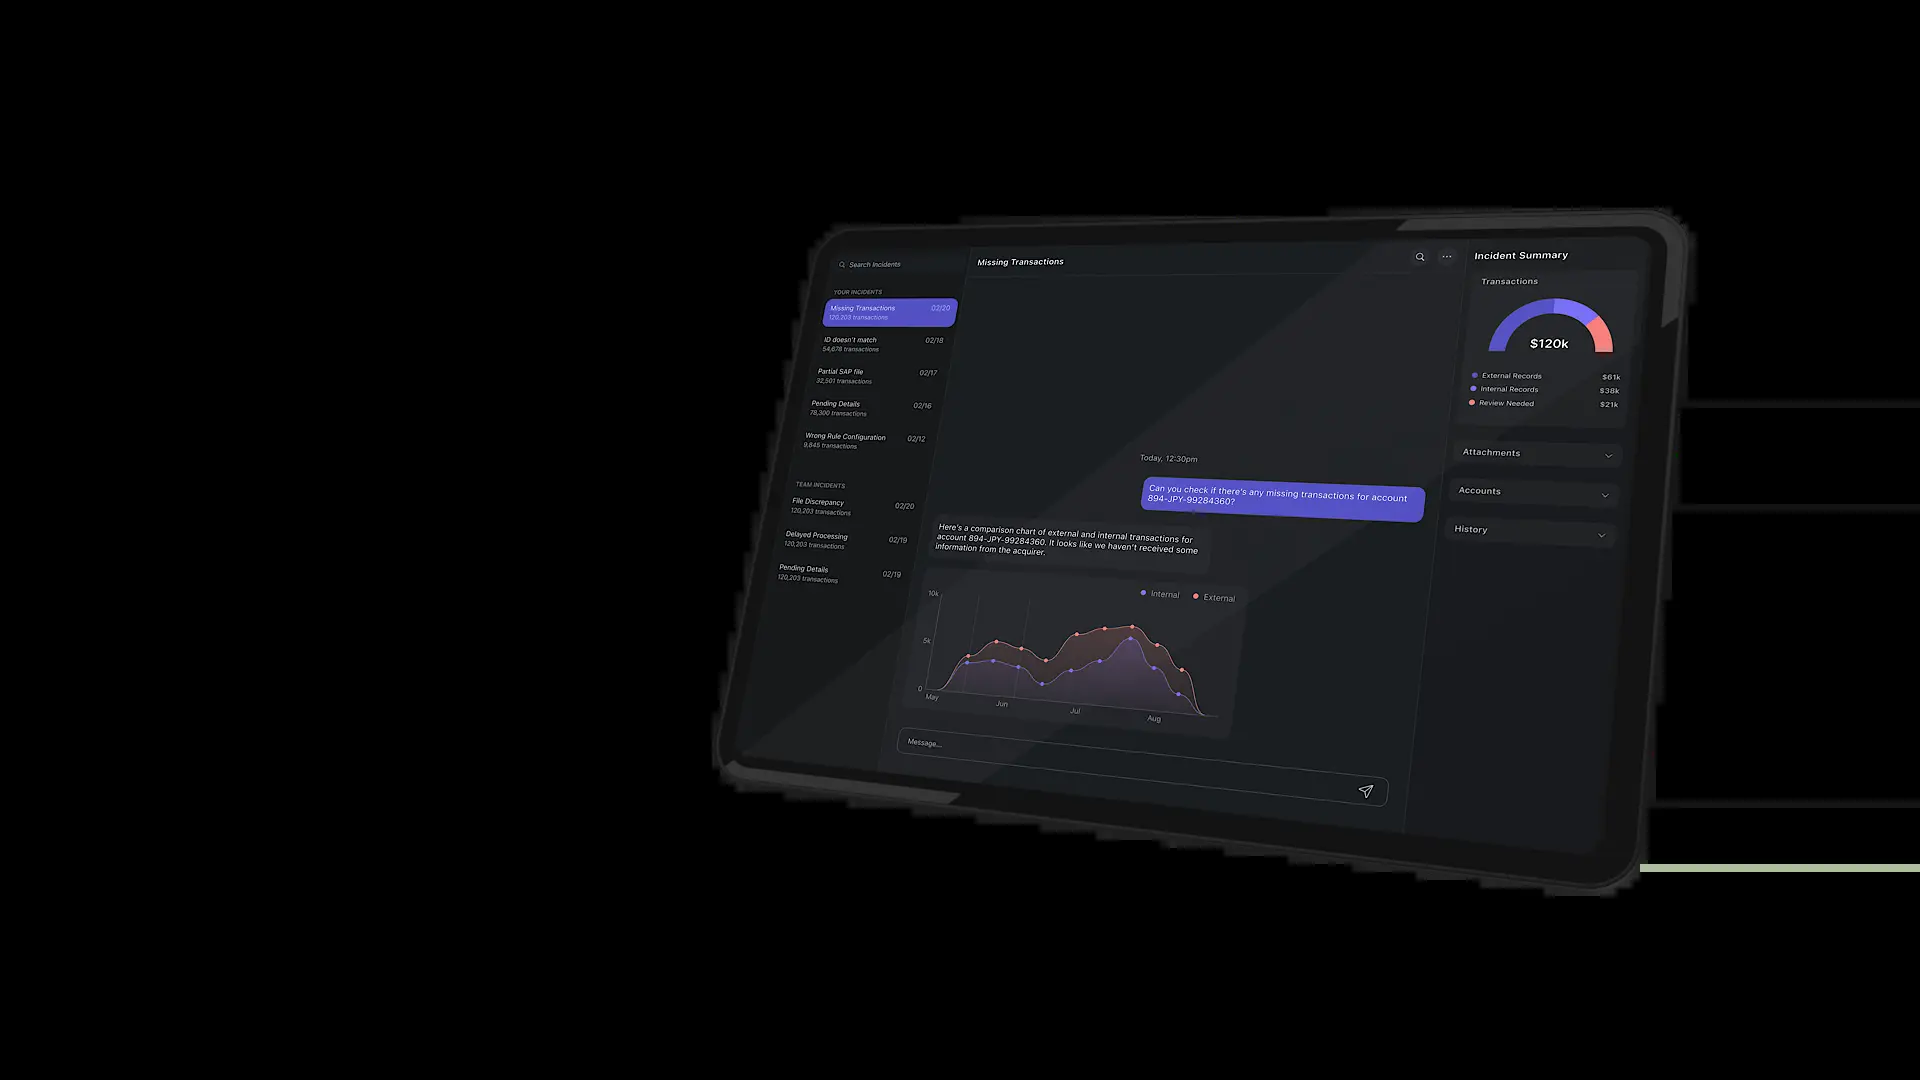 Search Incidents
YOUR INCIDENTS
Missing Transactions 02/20
120,203 transactions
ID doesn't match 02/18
54,678 transactions
Partial SAP file 02/17
32,501 transactions
Pending Details 02/16
78,300 transactions
Wrong Rule Configuration 02/12
9,845 transactions
TEAM INCIDENTS
File Discrepancy 02/20
120,203 transactions
Delayed Processing 02/19
120,203 transactions
Pending Details 02/19
120,203 transactions
Missing Transactions
Today, 12:30pm
Can you check if there's any missing transactions for account
894-JPY-99284360?
Here's a comparison chart of external and internal transactions for
account 894-JPY-99284360. It looks like we haven't received some
information from the acquirer.
Internal External
10k
5k
0
May Jun Jul Aug
Message...
Incident Summary
Transactions
$120k
External Records $61k
Internal Records $38k
Review Needed $21k
Attachments
Accounts
History